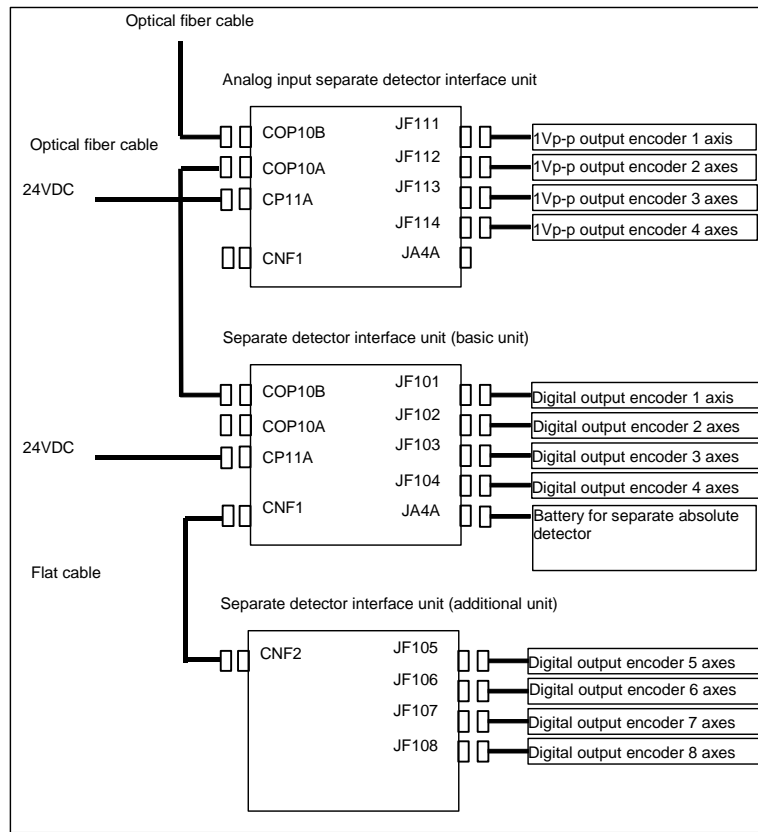 Optical fiber cable
Analog input separate detector interface unit
COP10B
JF111
1Vp-p output encoder 1 axis
Optical fiber cable
COP10A
JF112
1Vp-p output encoder 2 axes
24VDC
CP11A
JF113
1Vp-p output encoder 3 axes
JF114
1Vp-p output encoder 4 axes
CNF1
JA4A
Separate detector interface unit (basic unit)
COP10B
JF101
Digital output encoder 1 axis
COP10A
JF102
Digital output encoder 2 axes
24VDC
CP11A
JF103
Digital output encoder 3 axes
JF104
Digital output encoder 4 axes
CNF1
JA4A
Battery for separate absolute
detector
Flat cable
Separate detector interface unit (additional unit)
CNF2
JF105
Digital output encoder 5 axes
JF106
Digital output encoder 6 axes
JF107
Digital output encoder 7 axes
JF108
Digital output encoder 8 axes